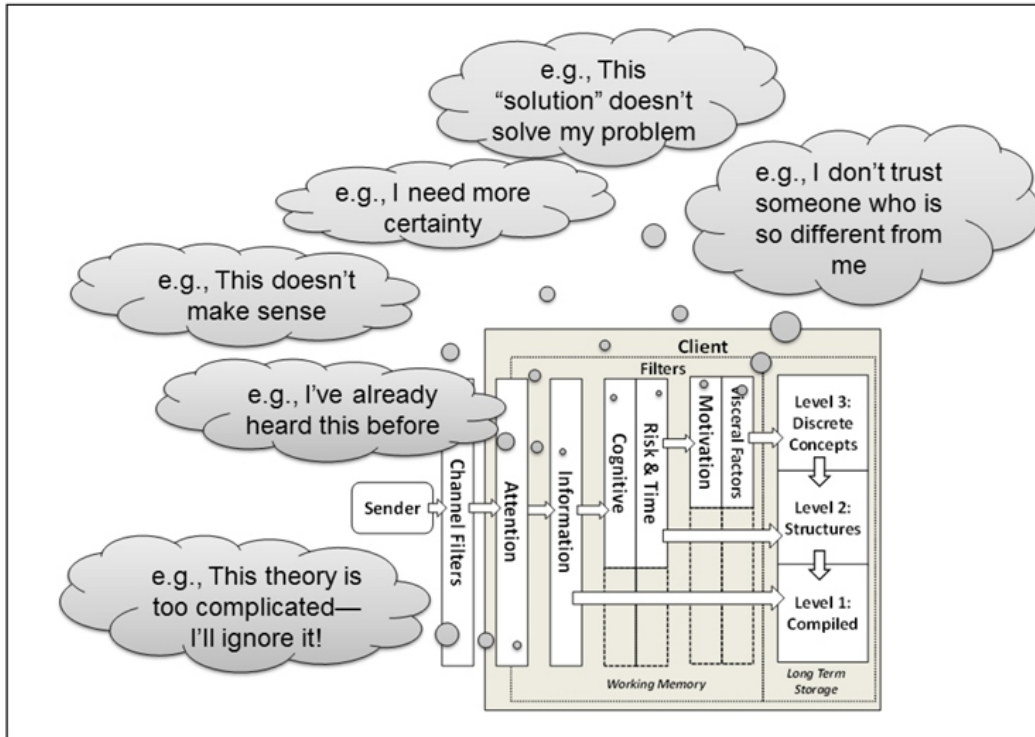 e.g., This
“solution” doesn’t
solve my problem
e.g., I don’t trust
someone who is
so different from
me
e.g., I need more
certainty
e.g., This doesn’t
make sense
e.g., I’ve already
heard this before
e.g., This theory is
too complicated—
I’ll ignore it!
Client
Filters
Sender
Channel Filters
Attention
Information
Cognitive
Risk & Time
Motivation
Visceral Factors
Level 3:
Discrete
Concepts
Level 2:
Structures
Level 1:
Compiled
Working Memory
Long Term
Storage